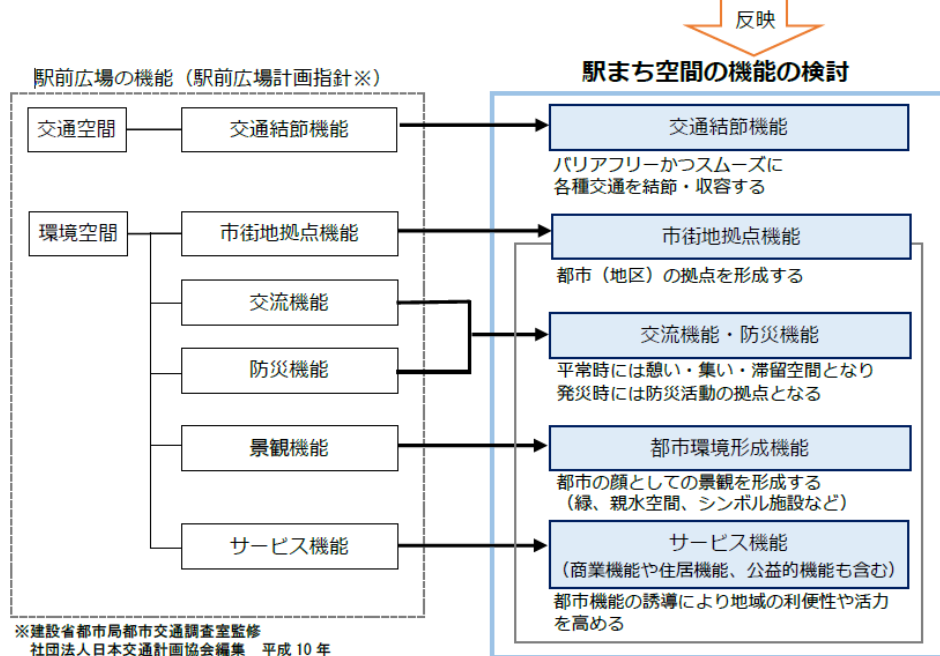 反映
駅前広場の機能（駅前広場計画指針※）
駅まち空間の機能の検討
交通空間
交通結節機能
交通結節機能
バリアフリーかつスムーズに
各種交通を結節・収容する
環境空間
市街地拠点機能
市街地拠点機能
都市（地区）の拠点を形成する
交流機能
防災機能
交流機能・防災機能
平常時には憩い・集い・滞留空間となり
発災時には防災活動の拠点となる
景観機能
都市環境形成機能
都市の顔としての景観を形成する
（緑、親水空間、シンボル施設など）
サービス機能
サービス機能
（商業機能や住居機能、公益的機能も含む）
都市機能の誘導により地域の利便性や活力
を高める
※建設省都市局都市交通調査室監修
社団法人日本交通計画協会編集　平成 10 年